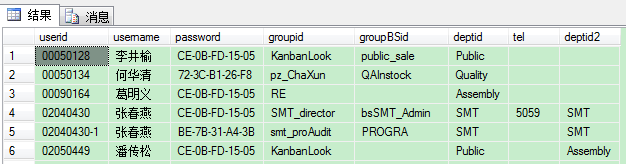 结果 消息
userid username password groupid groupBSid deptid tel deptid2
1 00050128 李井榆 CE-0B-FD-15-05 KanbanLook public_sale Public
2 00050134 何华清 72-3C-B1-26-F8 pz_ChaXun QAInstock Quality
3 00090164 葛明义 CE-0B-FD-15-05 RE Assembly
4 02040430 张春燕 CE-0B-FD-15-05 SMT_director bsSMT_Admin SMT 5059 SMT
5 02040430-1 张春燕 BE-7B-31-A4-3B smt_proAudit PROGRA SMT SMT
6 02050449 潘传松 CE-0B-FD-15-05 KanbanLook Public Assembly